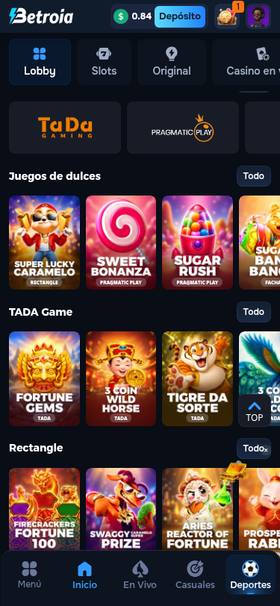 Betroia
$ 0.84 Depósito
1
Lobby
Slots
Original
Casino en
TaDa
GAMING
PRAGMATIC PLAY
Juegos de dulces
Todo
SUPER LUCKY
CARAMELO
RECTANGLE
SWEET
BONANZA
PRAGMATIC PLAY
SUGAR
RUSH
PRAGMATIC PLAY
BANG
TADA Game
Todo
FORTUNE
GEMS
TADA
3 COIN
WILD
HORSE
TADA
TIGRE DA
SORTE
TADA
TOP
Rectangle
Todo
FIRECRACKERS
FORTUNE
100
SWAGGY
PRIZE
ARIES
REACTOR OF
FORTUNE
Menú
Inicio
En Vivo
Casuales
Deportes